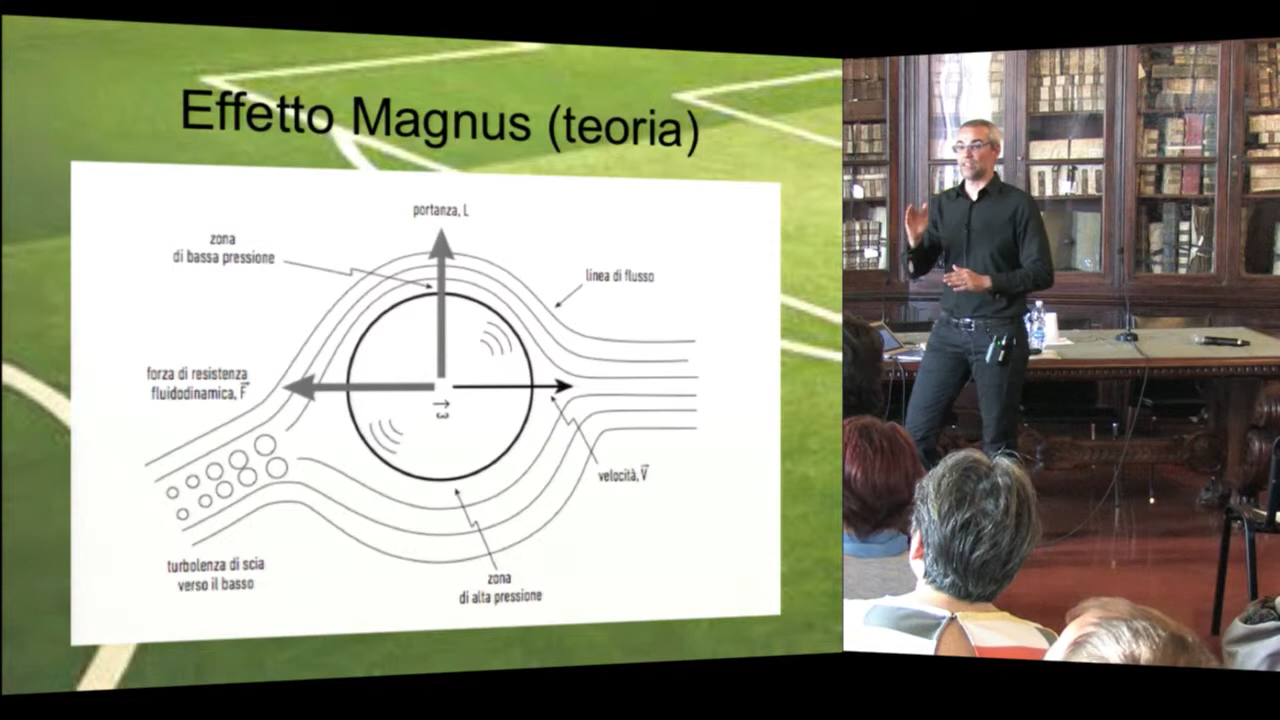 Effetto Magnus (teoria)
portanza, L
zona
di bassa pressione
linea di flusso
forza di resistenza
fluidodinamica, F⃗
ω⃗
velocità, V⃗
turbolenza di scia
verso il basso
zona
di alta pressione